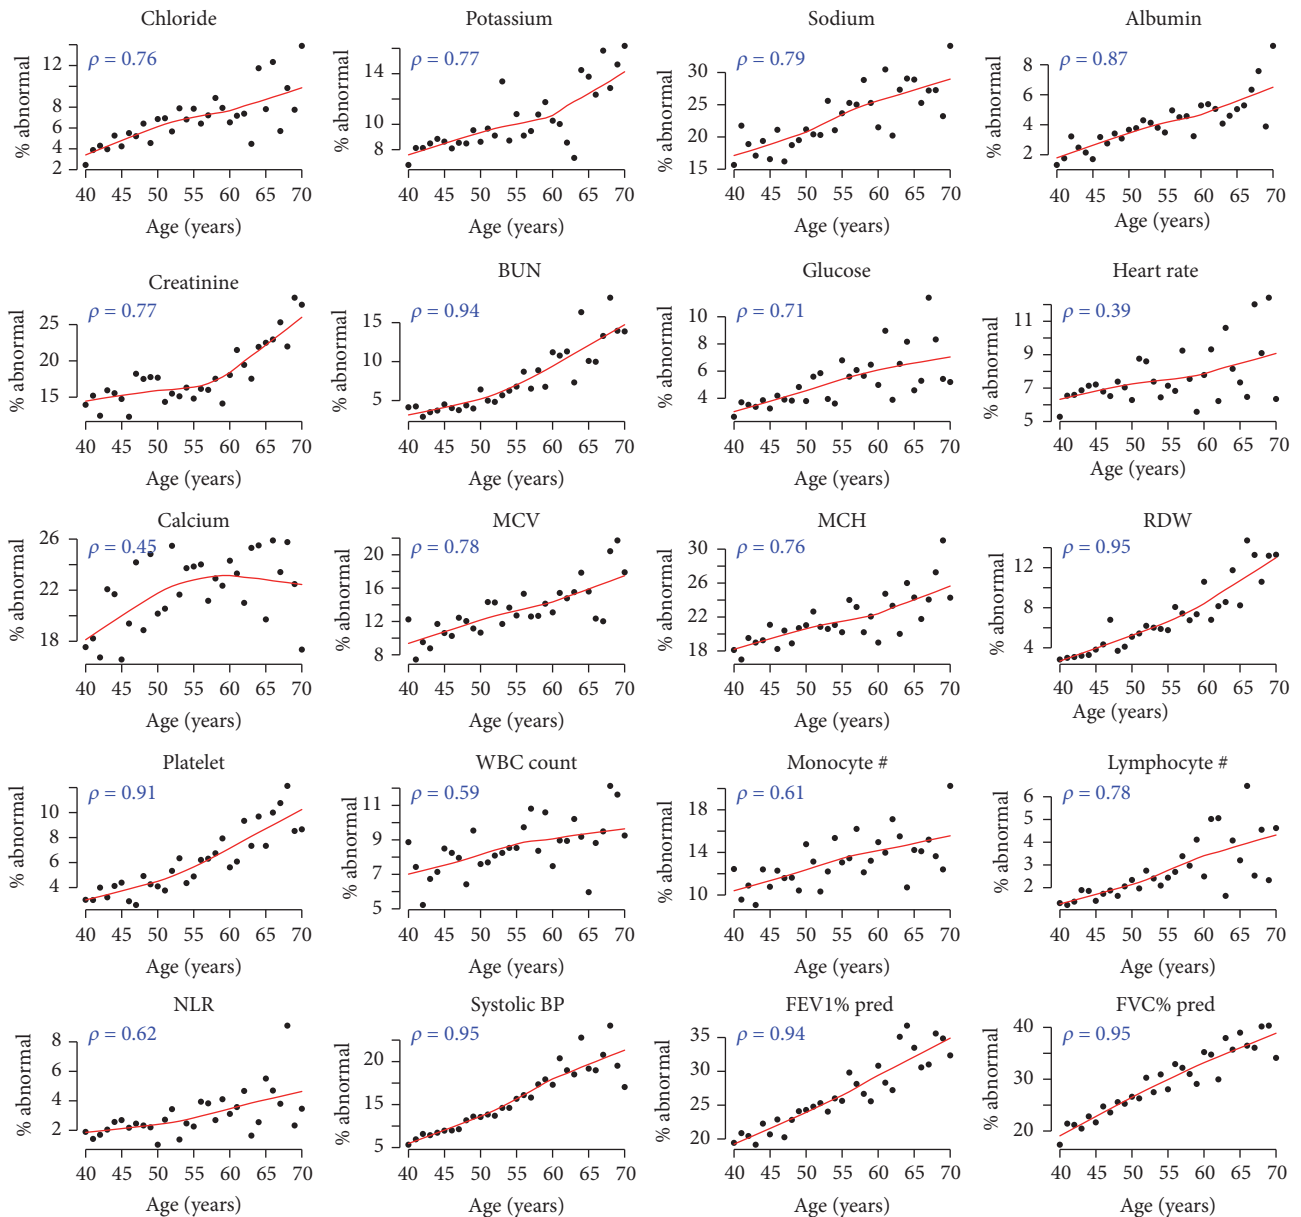 Chloride
ρ = 0.76
% abnormal
12
10
8
6
4
2
40 45 50 55 60 65 70
Age (years)
Potassium
ρ = 0.77
% abnormal
14
10
8
40 45 50 55 60 65 70
Age (years)
Sodium
ρ = 0.79
% abnormal
30
25
20
15
40 45 50 55 60 65 70
Age (years)
Albumin
ρ = 0.87
% abnormal
8
6
4
2
40 45 50 55 60 65 70
Age (years)
Creatinine
ρ = 0.77
% abnormal
25
15
40 45 50 55 60 65 70
Age (years)
BUN
ρ = 0.94
% abnormal
15
10
5
40 45 50 55 60 65 70
Age (years)
Glucose
ρ = 0.71
% abnormal
10
8
6
4
40 45 50 55 60 65 70
Age (years)
Heart rate
ρ = 0.39
% abnormal
11
9
7
6
5
40 45 50 55 60 65 70
Age (years)
Calcium
ρ = 0.45
% abnormal
26
22
18
40 45 50 55 60 65 70
Age (years)
MCV
ρ = 0.78
% abnormal
20
16
12
8
40 45 50 55 60 65 70
Age (years)
MCH
ρ = 0.76
% abnormal
30
26
22
18
40 45 50 55 60 65 70
Age (years)
RDW
ρ = 0.95
% abnormal
12
8
4
40 45 50 55 60 65 70
Age (years)
Platelet
ρ = 0.91
% abnormal
10
8
6
4
40 45 50 55 60 65 70
Age (years)
WBC count
ρ = 0.59
% abnormal
11
9
7
6
5
40 45 50 55 60 65 70
Age (years)
Monocyte #
ρ = 0.61
% abnormal
18
14
10
40 45 50 55 60 65 70
Age (years)
Lymphocyte #
ρ = 0.78
% abnormal
6
5
4
3
2
40 45 50 55 60 65 70
Age (years)
NLR
ρ = 0.62
% abnormal
8
6
4
2
40 45 50 55 60 65 70
Age (years)
Systolic BP
ρ = 0.95
% abnormal
20
15
5
40 45 50 55 60 65 70
Age (years)
FEV1% pred
ρ = 0.94
% abnormal
35
30
25
20
40 45 50 55 60 65 70
Age (years)
FVC% pred
ρ = 0.95
% abnormal
40
30
20
40 45 50 55 60 65 70
Age (years)